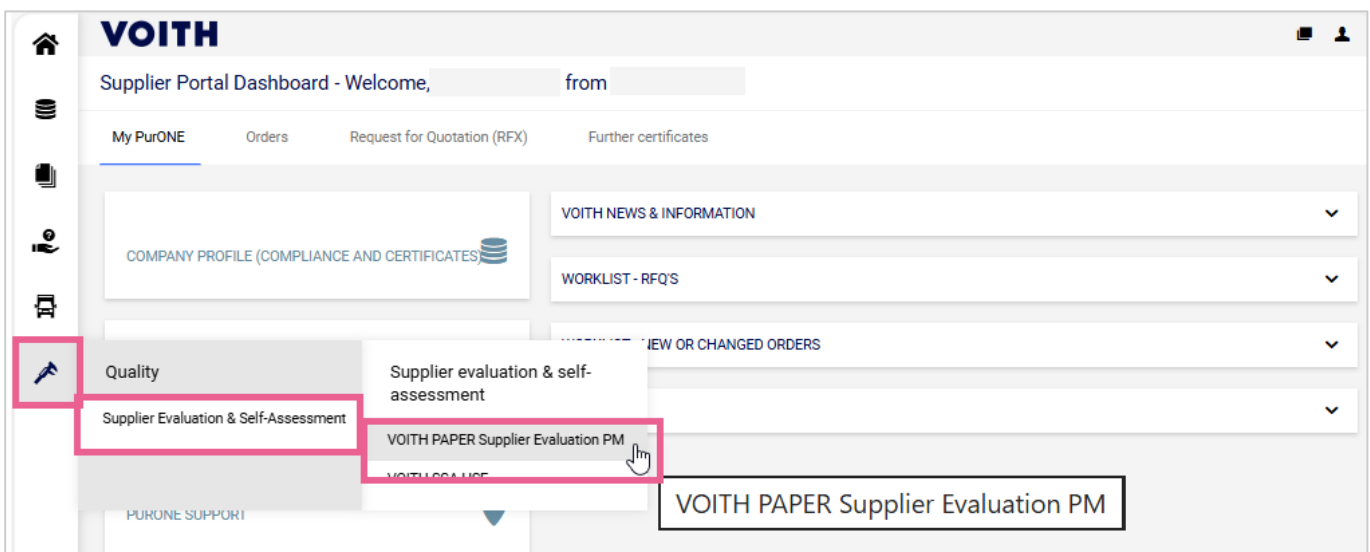 VOITH
Supplier Portal Dashboard - Welcome, from
My PurONE Orders Request for Quotation (RFX) Further certificates
VOITH NEWS & INFORMATION
COMPANY PROFILE (COMPLIANCE AND CERTIFICATES)
WORKLIST - RFQ'S
NEW OR CHANGED ORDERS
Quality
Supplier evaluation & self-
assessment
Supplier Evaluation & Self-Assessment
VOITH PAPER Supplier Evaluation PM
VOITH PAPER Supplier Evaluation PM
PURONE SUPPORT